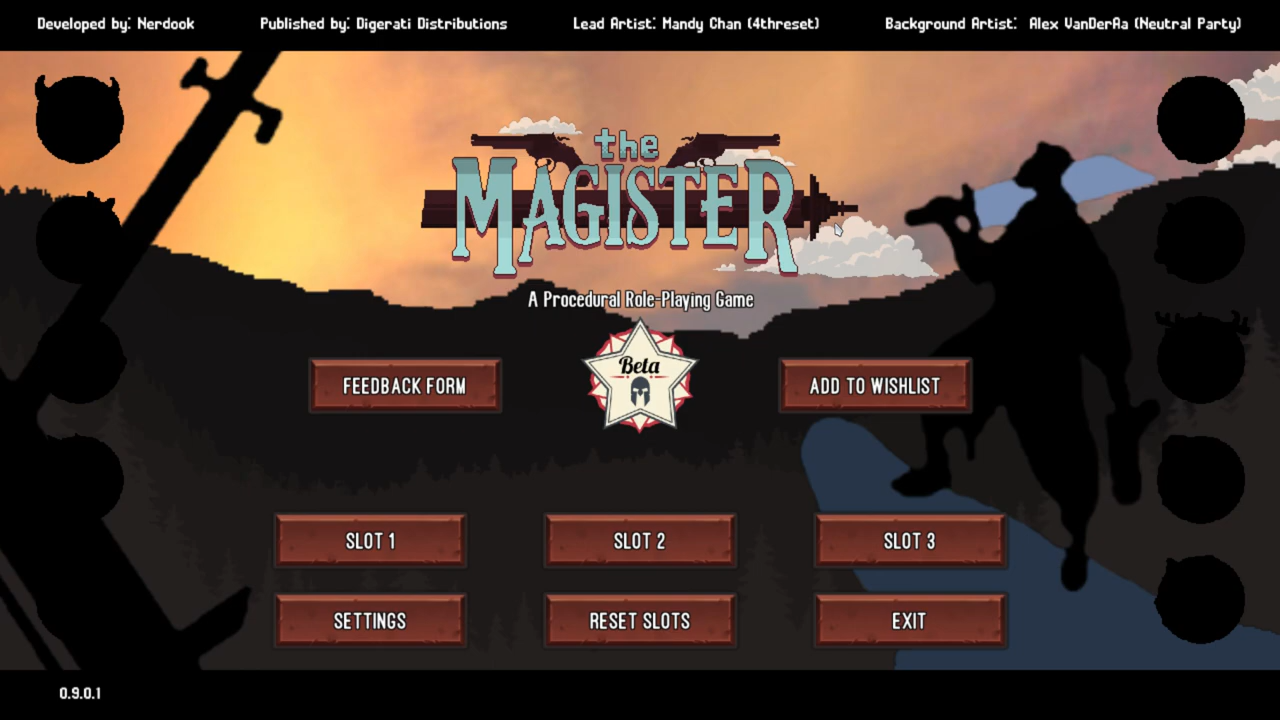 Developed by: Nerdook Published by: Digerati Distributions Lead Artist: Mandy Chan (4threset) Background Artist: Alex VanDerAa (Neutral Party)
the
MAGISTER
A Procedural Role-Playing Game
Beta
FEEDBACK FORM ADD TO WISHLIST
SLOT 1 SLOT 2 SLOT 3
SETTINGS RESET SLOTS EXIT
0.9.0.1